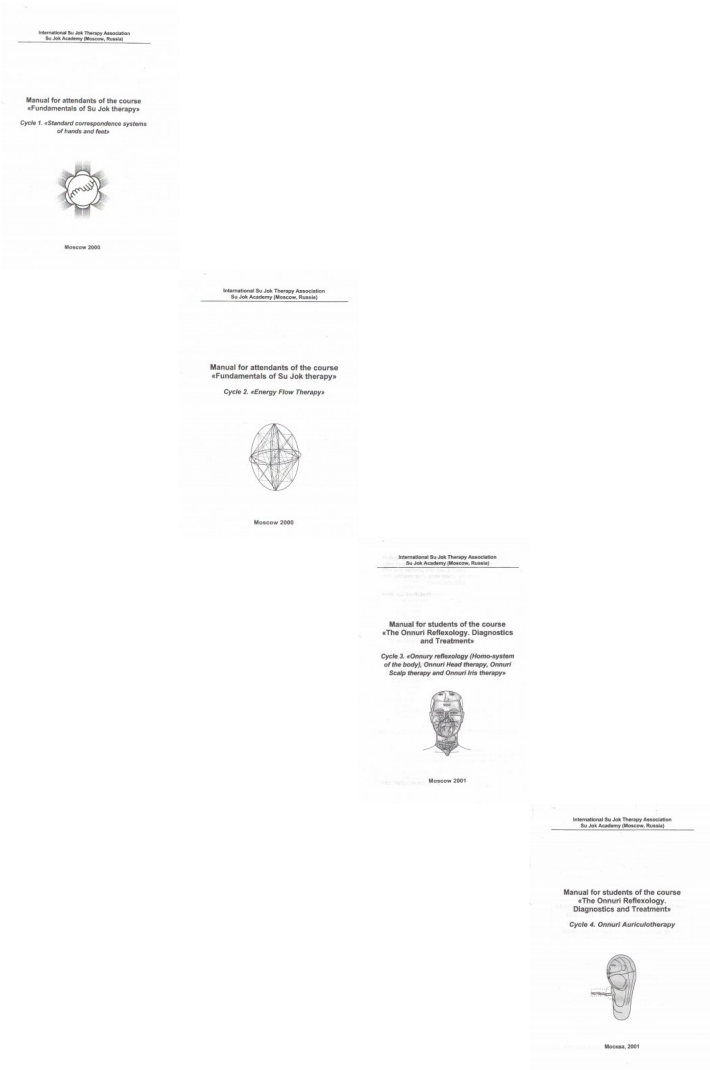 International Su Jok Therapy Association
Su Jok Academy (Moscow, Russia)
Manual for attendants of the course
«Fundamentals of Su Jok therapy»
Cycle 1. «Standard correspondence systems
of hands and feet»
Moscow 2000
International Su Jok Therapy Association
Su Jok Academy (Moscow, Russia)
Manual for attendants of the course
«Fundamentals of Su Jok therapy»
Cycle 2. «Energy Flow Therapy»
Moscow 2000
International Su Jok Therapy Association
Su Jok Academy (Moscow, Russia)
Manual for students of the course
«The Onnuri Reflexology. Diagnostics
and Treatment»
Cycle 3. «Onnury reflexology (Homo-system
of the body), Onnuri Head therapy, Onnuri
Scalp therapy and Onnuri Iris therapy»
Moscow 2001
International Su Jok Therapy Association
Su Jok Academy (Moscow, Russia)
Manual for students of the course
«The Onnuri Reflexology.
Diagnostics and Treatment»
Cycle 4. Onnuri Auriculotherapy
Москва, 2001